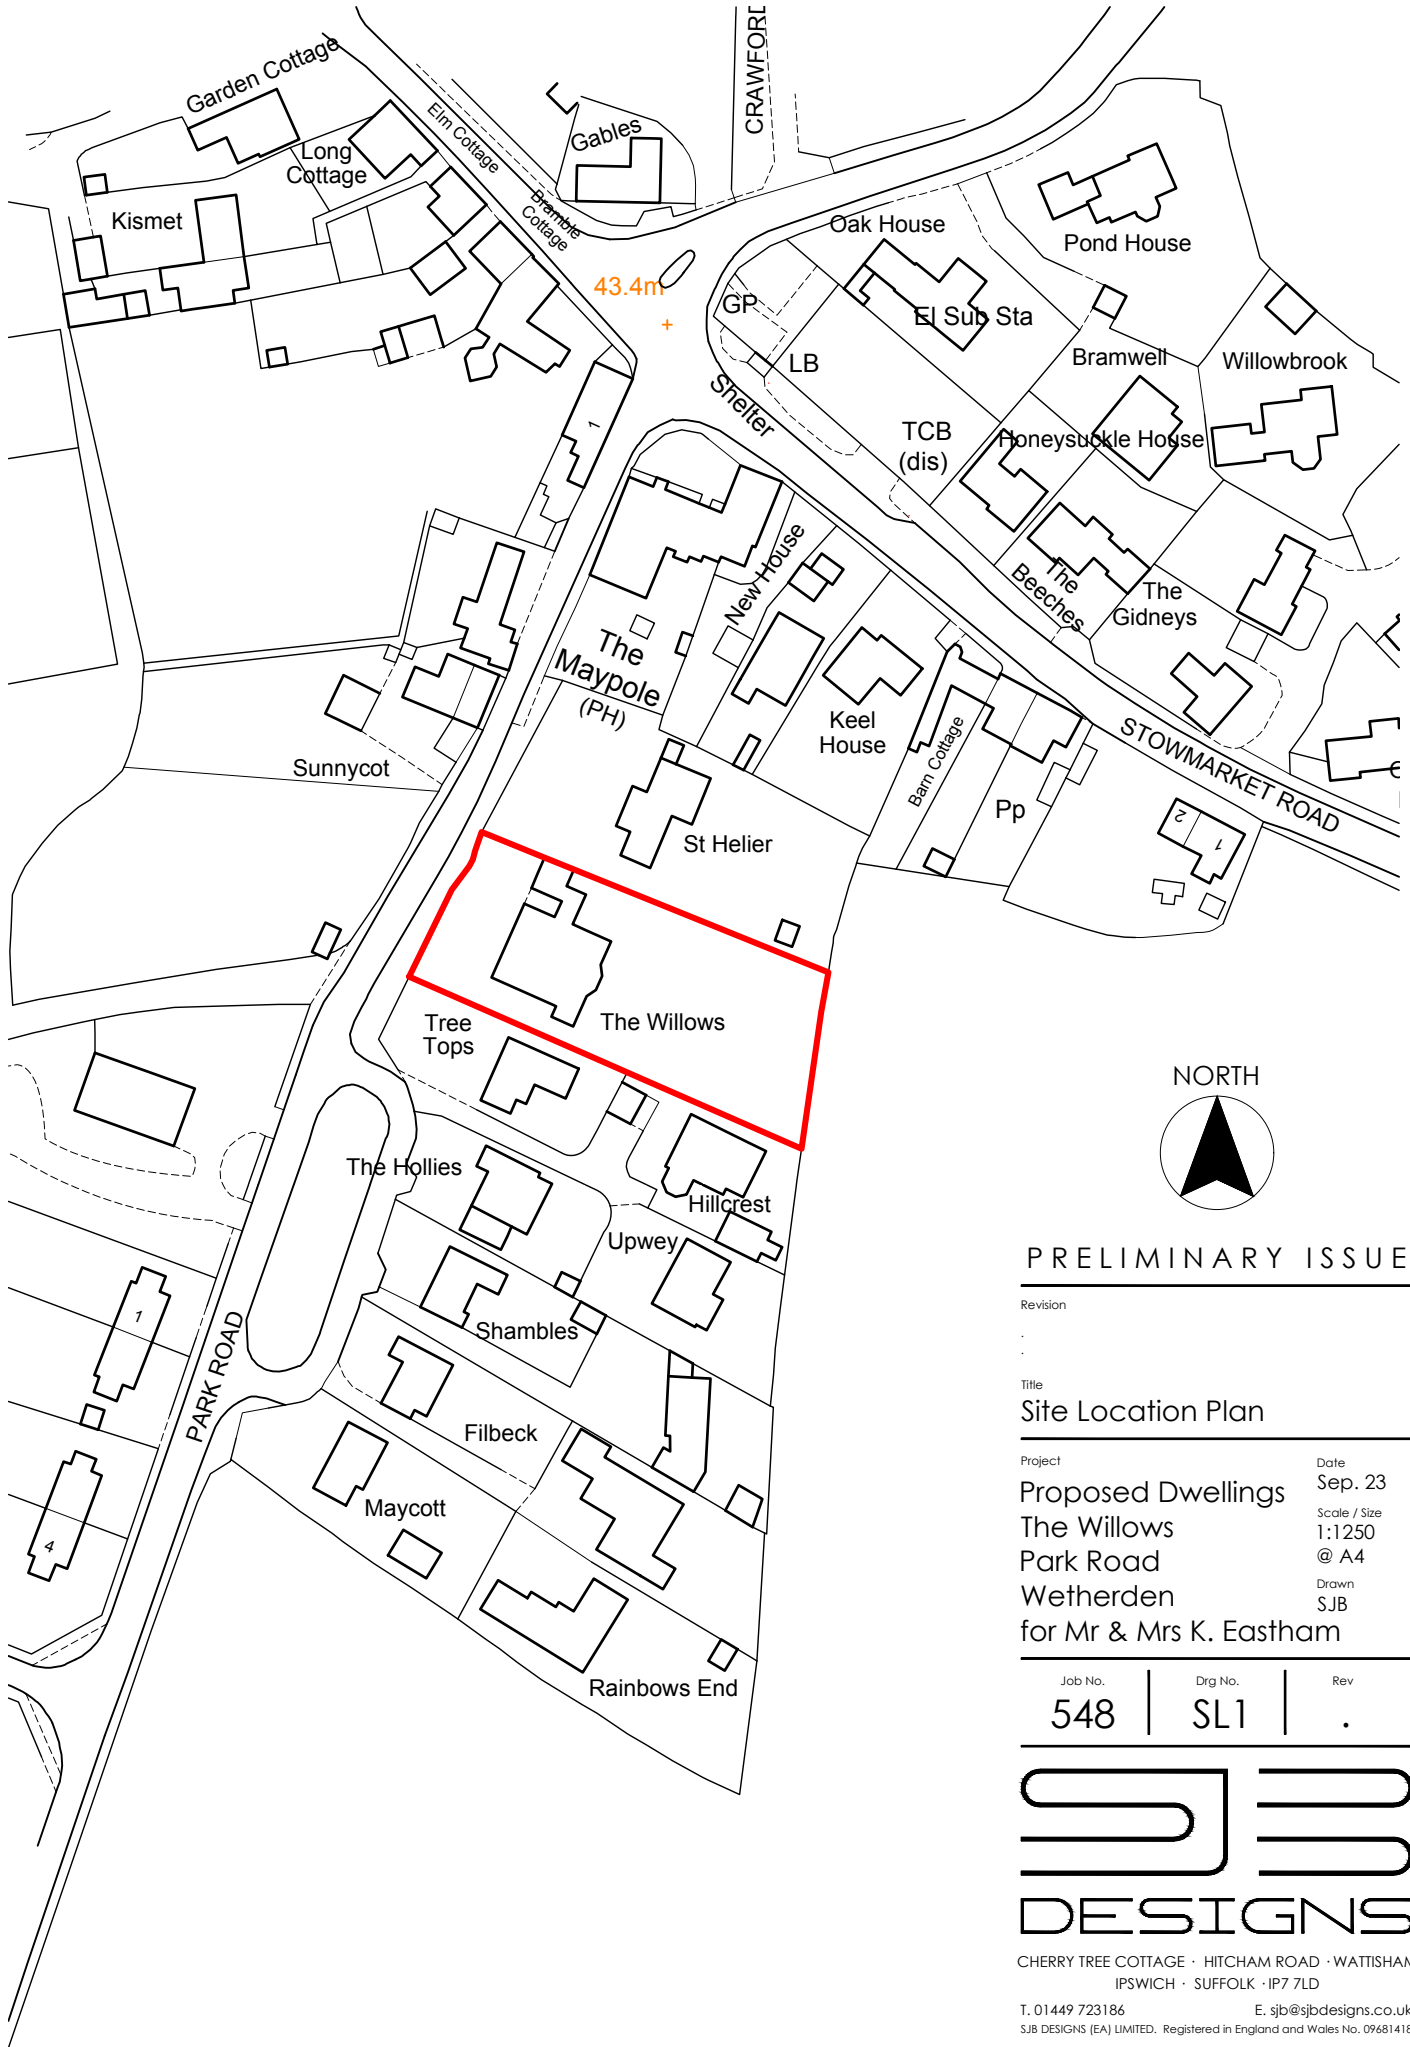 Garden Cottage
Long
Cottage
Elm Cottage
Gables
CRAWFORD
Kismet
Bramble
Cottage
Oak House
Pond House
43.4m
GP
El Sub Sta
LB
Bramwell
Willowbrook
Shelter
1
TCB
(dis)
Honeysuckle House
New House
The
Beeches
The
Gidneys
The
Maypole
(PH)
Keel
House
Barn Cottage
STOWMARKET ROAD
Sunnycot
Pp
2
1
St Helier
The Willows
Tree
Tops
The Hollies
Hillcrest
Upwey
1
Shambles
PARK ROAD
Filbeck
Maycott
4
Rainbows End
NORTH
PRELIMINARY ISSUE
Revision
.
.
Title
Site Location Plan
Project
Proposed Dwellings
The Willows
Park Road
Wetherden
for Mr & Mrs K. Eastham
Date
Sep. 23
Scale / Size
1:1250
@ A4
Drawn
SJB
Job No.
548
Drg No.
SL1
Rev
.
SJB
DESIGNS
CHERRY TREE COTTAGE · HITCHAM ROAD · WATTISHAM
IPSWICH · SUFFOLK · IP7 7LD
T. 01449 723186 E. sjb@sjbdesigns.co.uk
SJB DESIGNS (EA) LIMITED. Registered in England and Wales No. 09681418